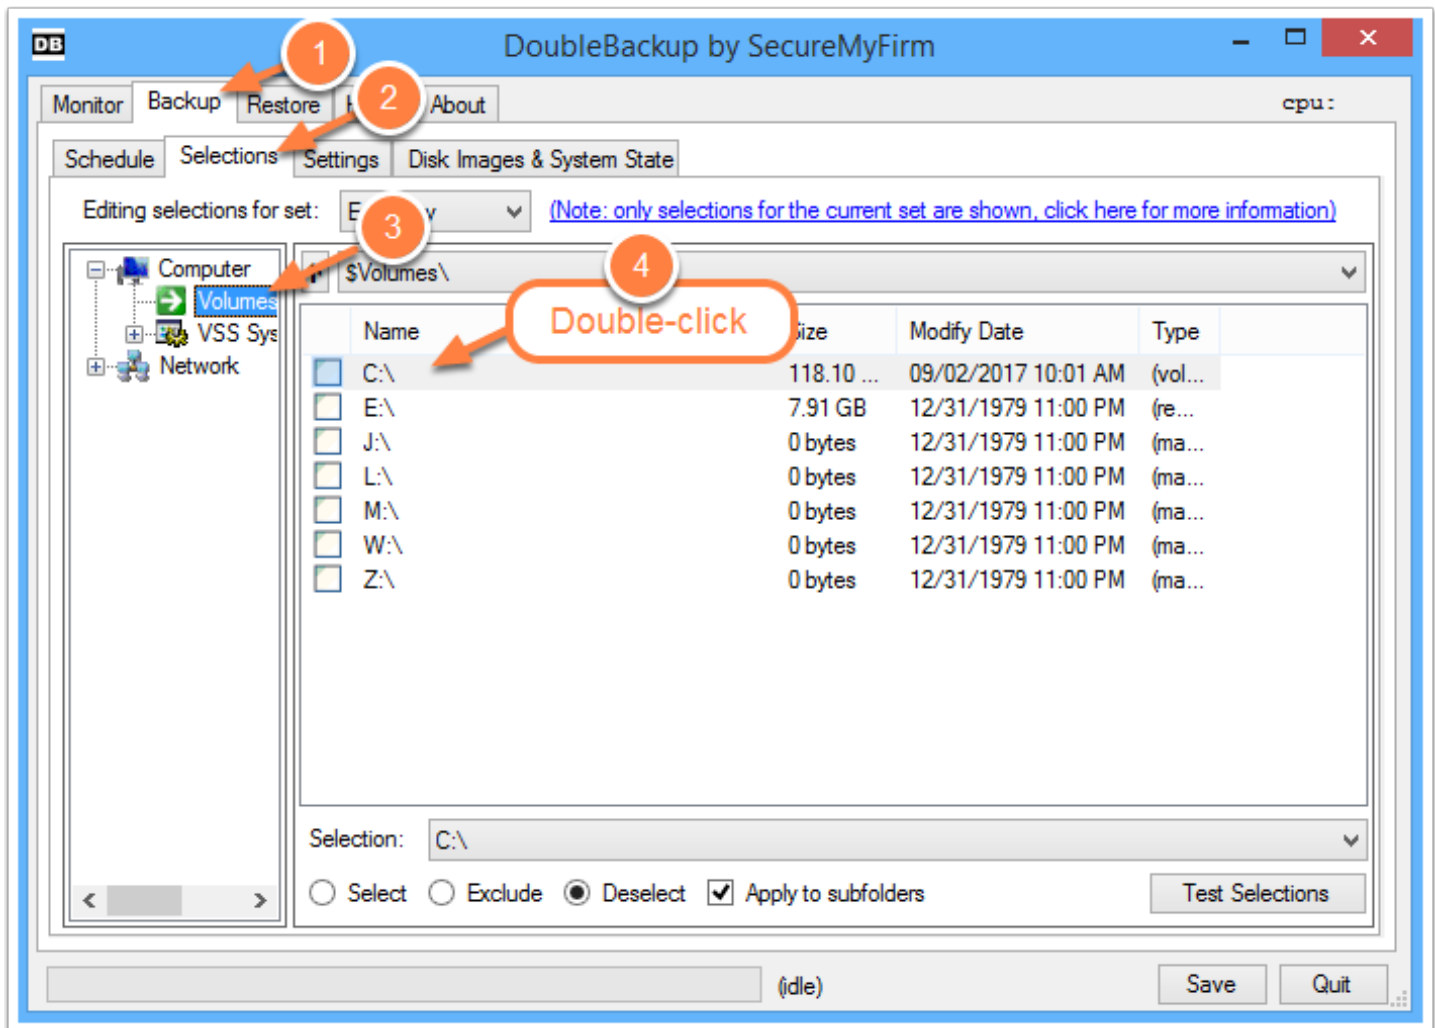 DB DoubleBackup by SecureMyFirm
1
Monitor Backup Restore About cpu:
2
Schedule Selections Settings Disk Images & System State
Editing selections for set: (Note: only selections for the current set are shown, click here for more information)
3
Computer $Volumes\
4
Volumes
Double-click
VSS Sys Name Modify Date Type
Network
C:\ 118.10 ... 09/02/2017 10:01 AM (vol...
E:\ 7.91 GB 12/31/1979 11:00 PM (re...
J:\ 0 bytes 12/31/1979 11:00 PM (ma...
L:\ 0 bytes 12/31/1979 11:00 PM (ma...
M:\ 0 bytes 12/31/1979 11:00 PM (ma...
W:\ 0 bytes 12/31/1979 11:00 PM (ma...
Z:\ 0 bytes 12/31/1979 11:00 PM (ma...
Selection: C:\
Select Exclude Deselect Apply to subfolders Test Selections
(idle) Save Quit